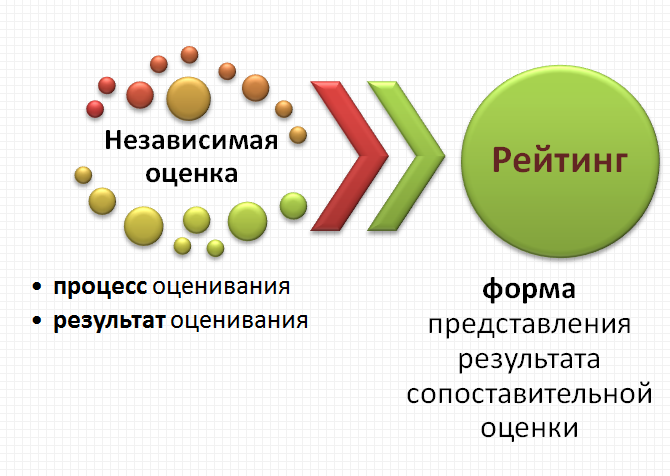 Независимая
оценка
• процесс оценивания
• результат оценивания
Рейтинг
форма
представления
результата
сопоставительной
оценки